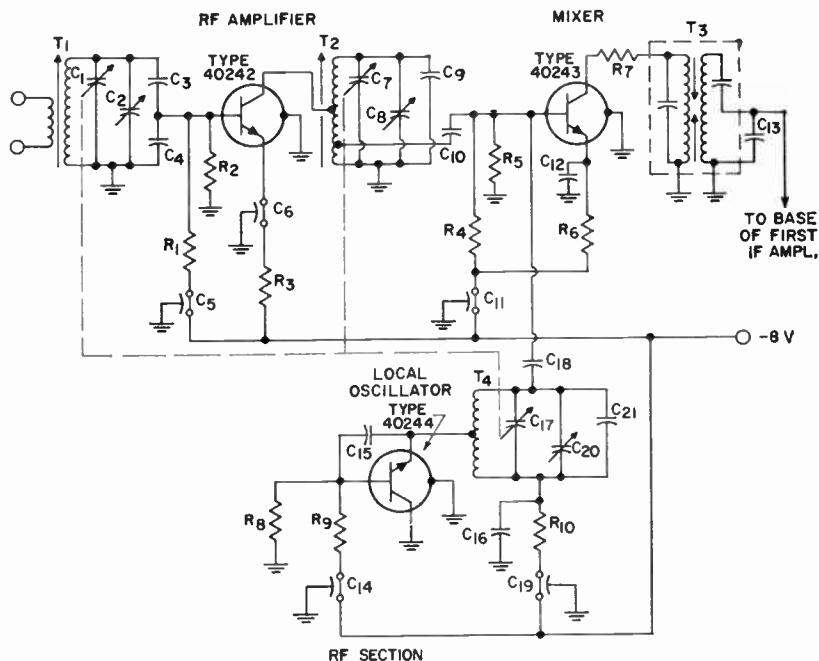 RF AMPLIFIER
MIXER
T1
TYPE
40242
T2
TYPE
40243
R7
T3
C1
C2
C3
C4
R2
C7
C8
C9
C10
R5
C12
C13
R1
C6
R3
C5
R4
R6
C11
TO BASE
OF FIRST
IF AMPL,
-8 V
C18
LOCAL
OSCILLATOR
TYPE
40244
T4
C17
C20
C21
C15
R8
R9
C16
R10
C14
C19
RF SECTION